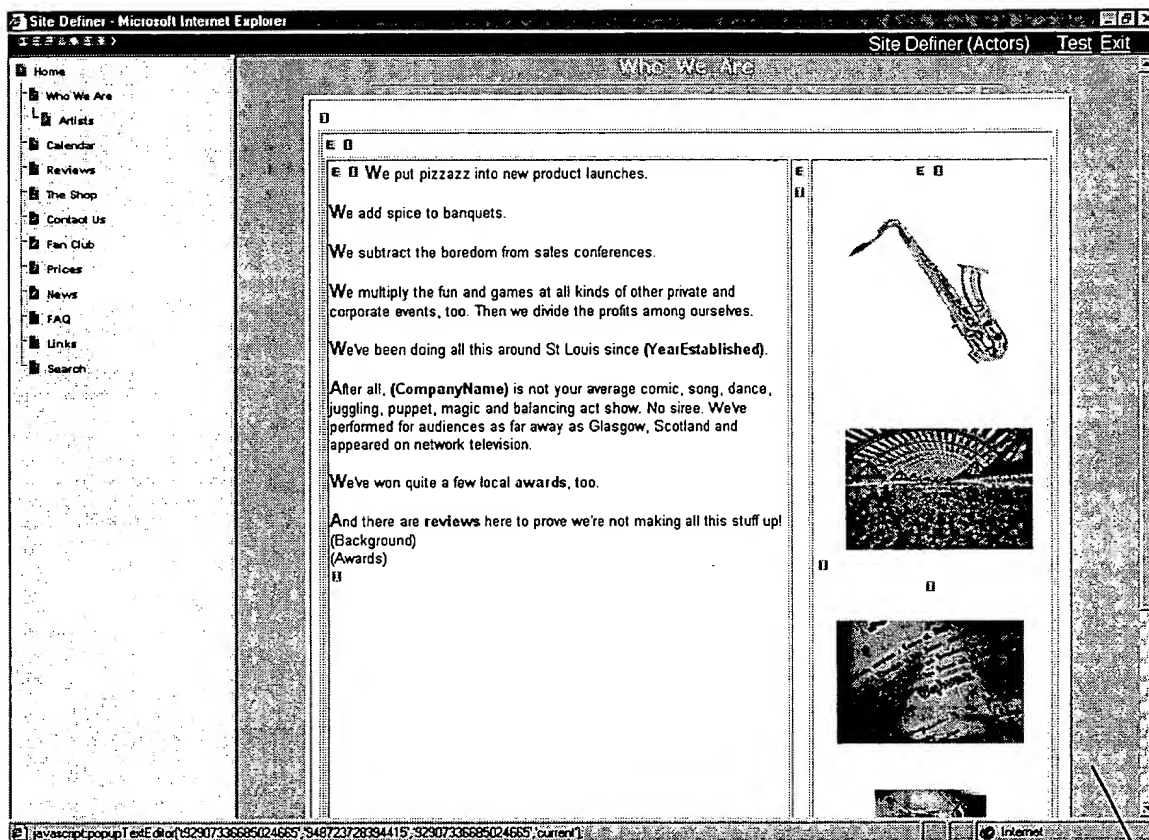 Site Definer - Microsoft Internet Explorer
Site Definer (Actors) Test Exit
Home
Who We Are
Artists
Calendar
Reviews
The Shop
Contact Us
Fan Club
Prices
News
FAQ
Links
Search
Who We Are
I
E I
E I We put pizzazz into new product launches.
We add spice to banquets.
We subtract the boredom from sales conferences.
We multiply the fun and games at all kinds of other private and
corporate events, too. Then we divide the profits among ourselves.
We've been doing all this around St Louis since (YearEstablished).
After all, (CompanyName) is not your average comic, song, dance,
juggling, puppet, magic and balancing act show. No siree. We've
performed for audiences as far away as Glasgow, Scotland and
appeared on network television.
We've won quite a few local awards, too.
And there are reviews here to prove we're not making all this stuff up!
(Background)
(Awards)
I
E
I
E I
I
I
javascript:popupTextEditor('t92907336685024665','948723728394415','92907336685024665','current')
Internet